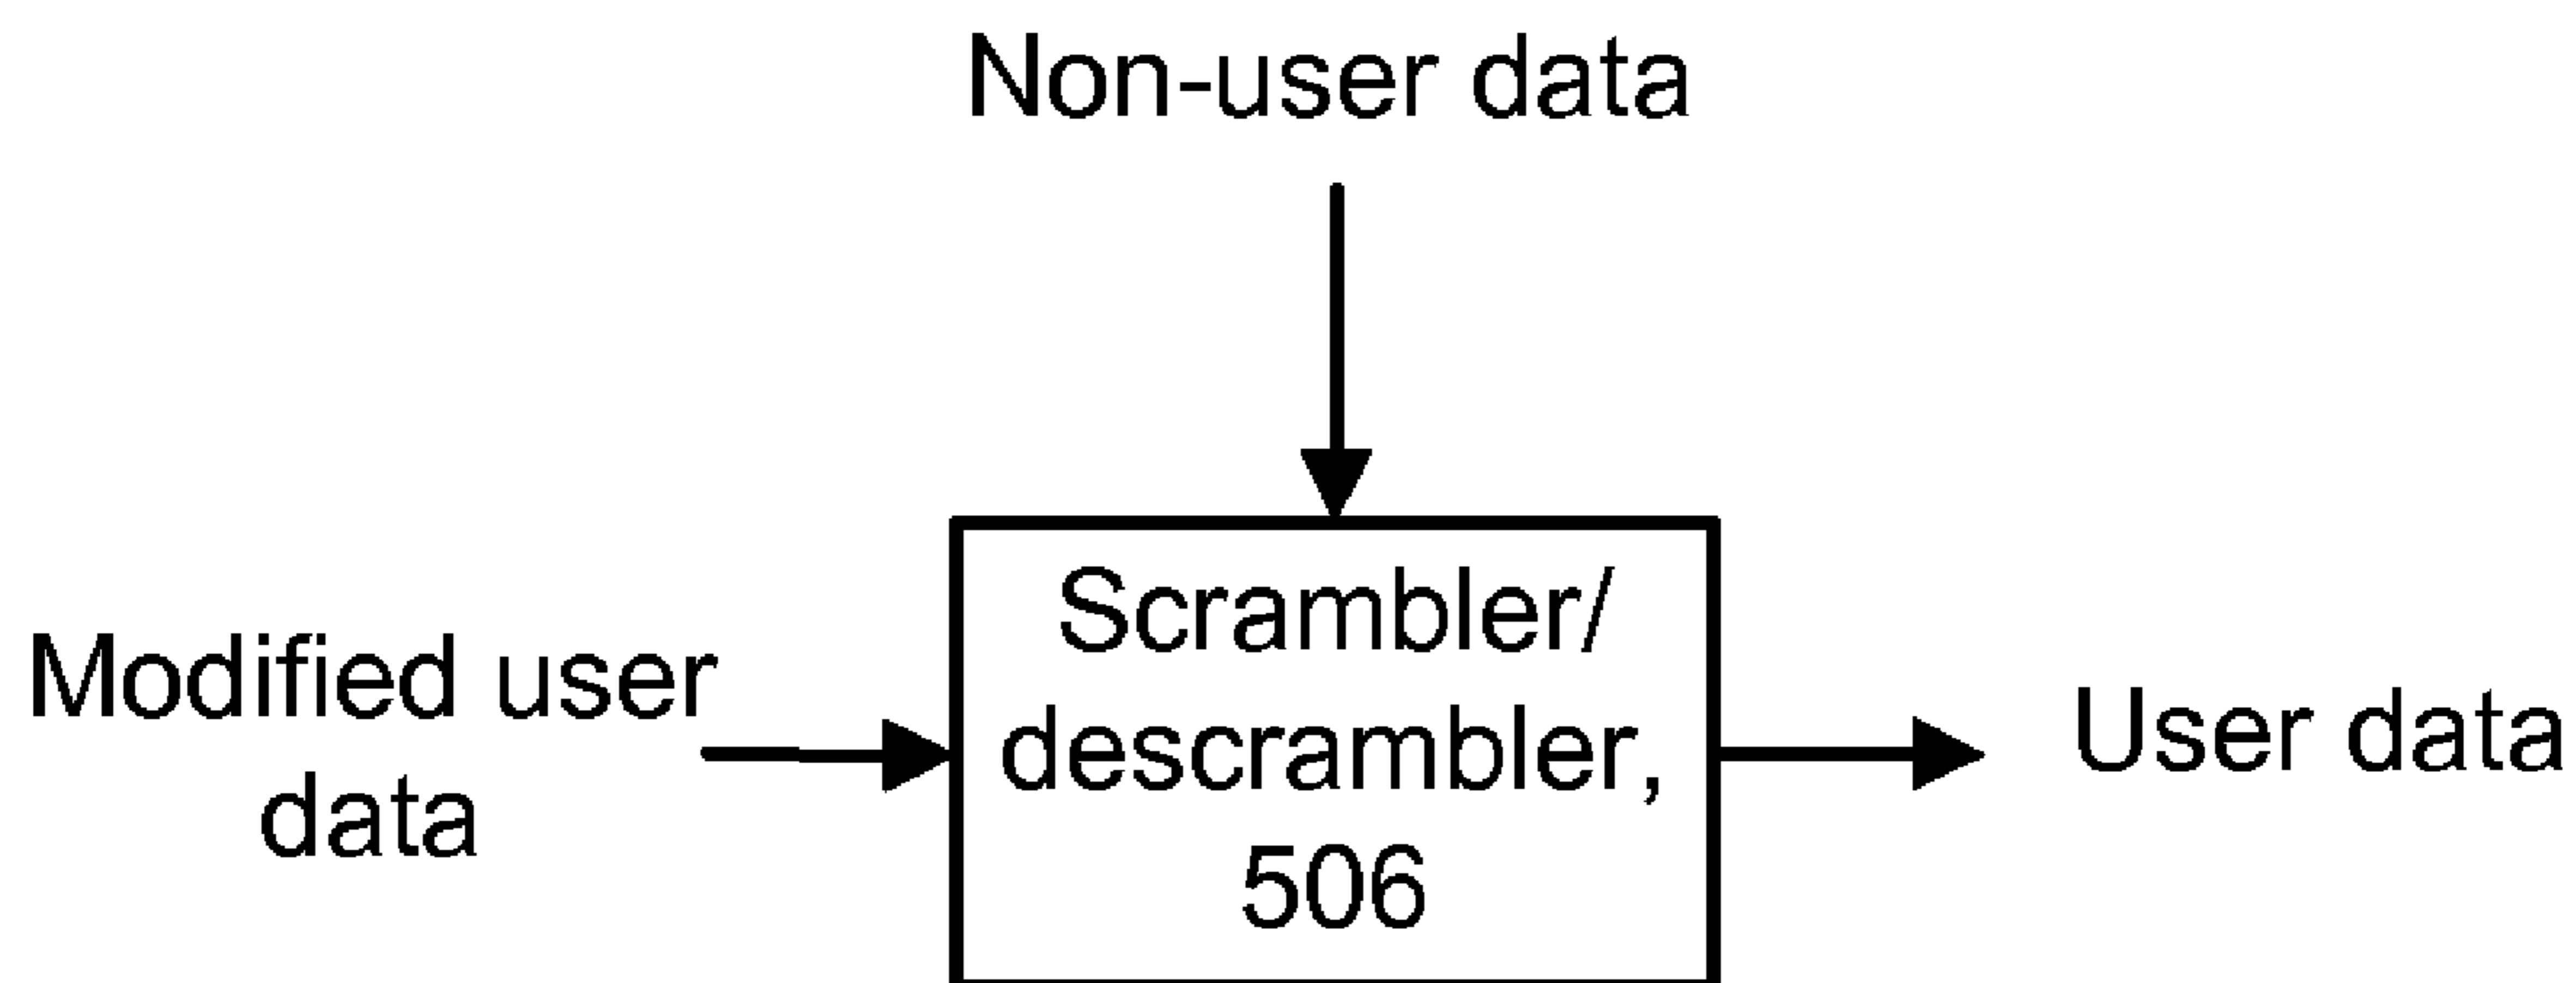 Non-user data
Modified user
data
Scrambler/
descrambler,
506
User data